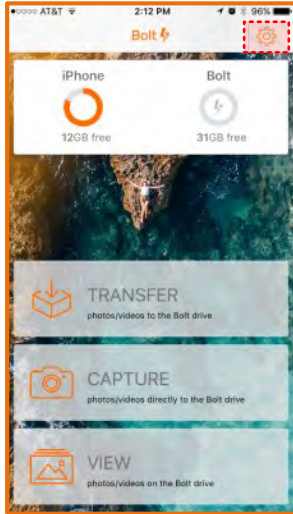 AT&T 2:12 PM 96%
Bolt
iPhone Bolt
12GB free 31GB free
TRANSFER
photos/videos to the Bolt drive
CAPTURE
photos/videos directly to the Bolt drive
VIEW
photos/videos on the Bolt drive